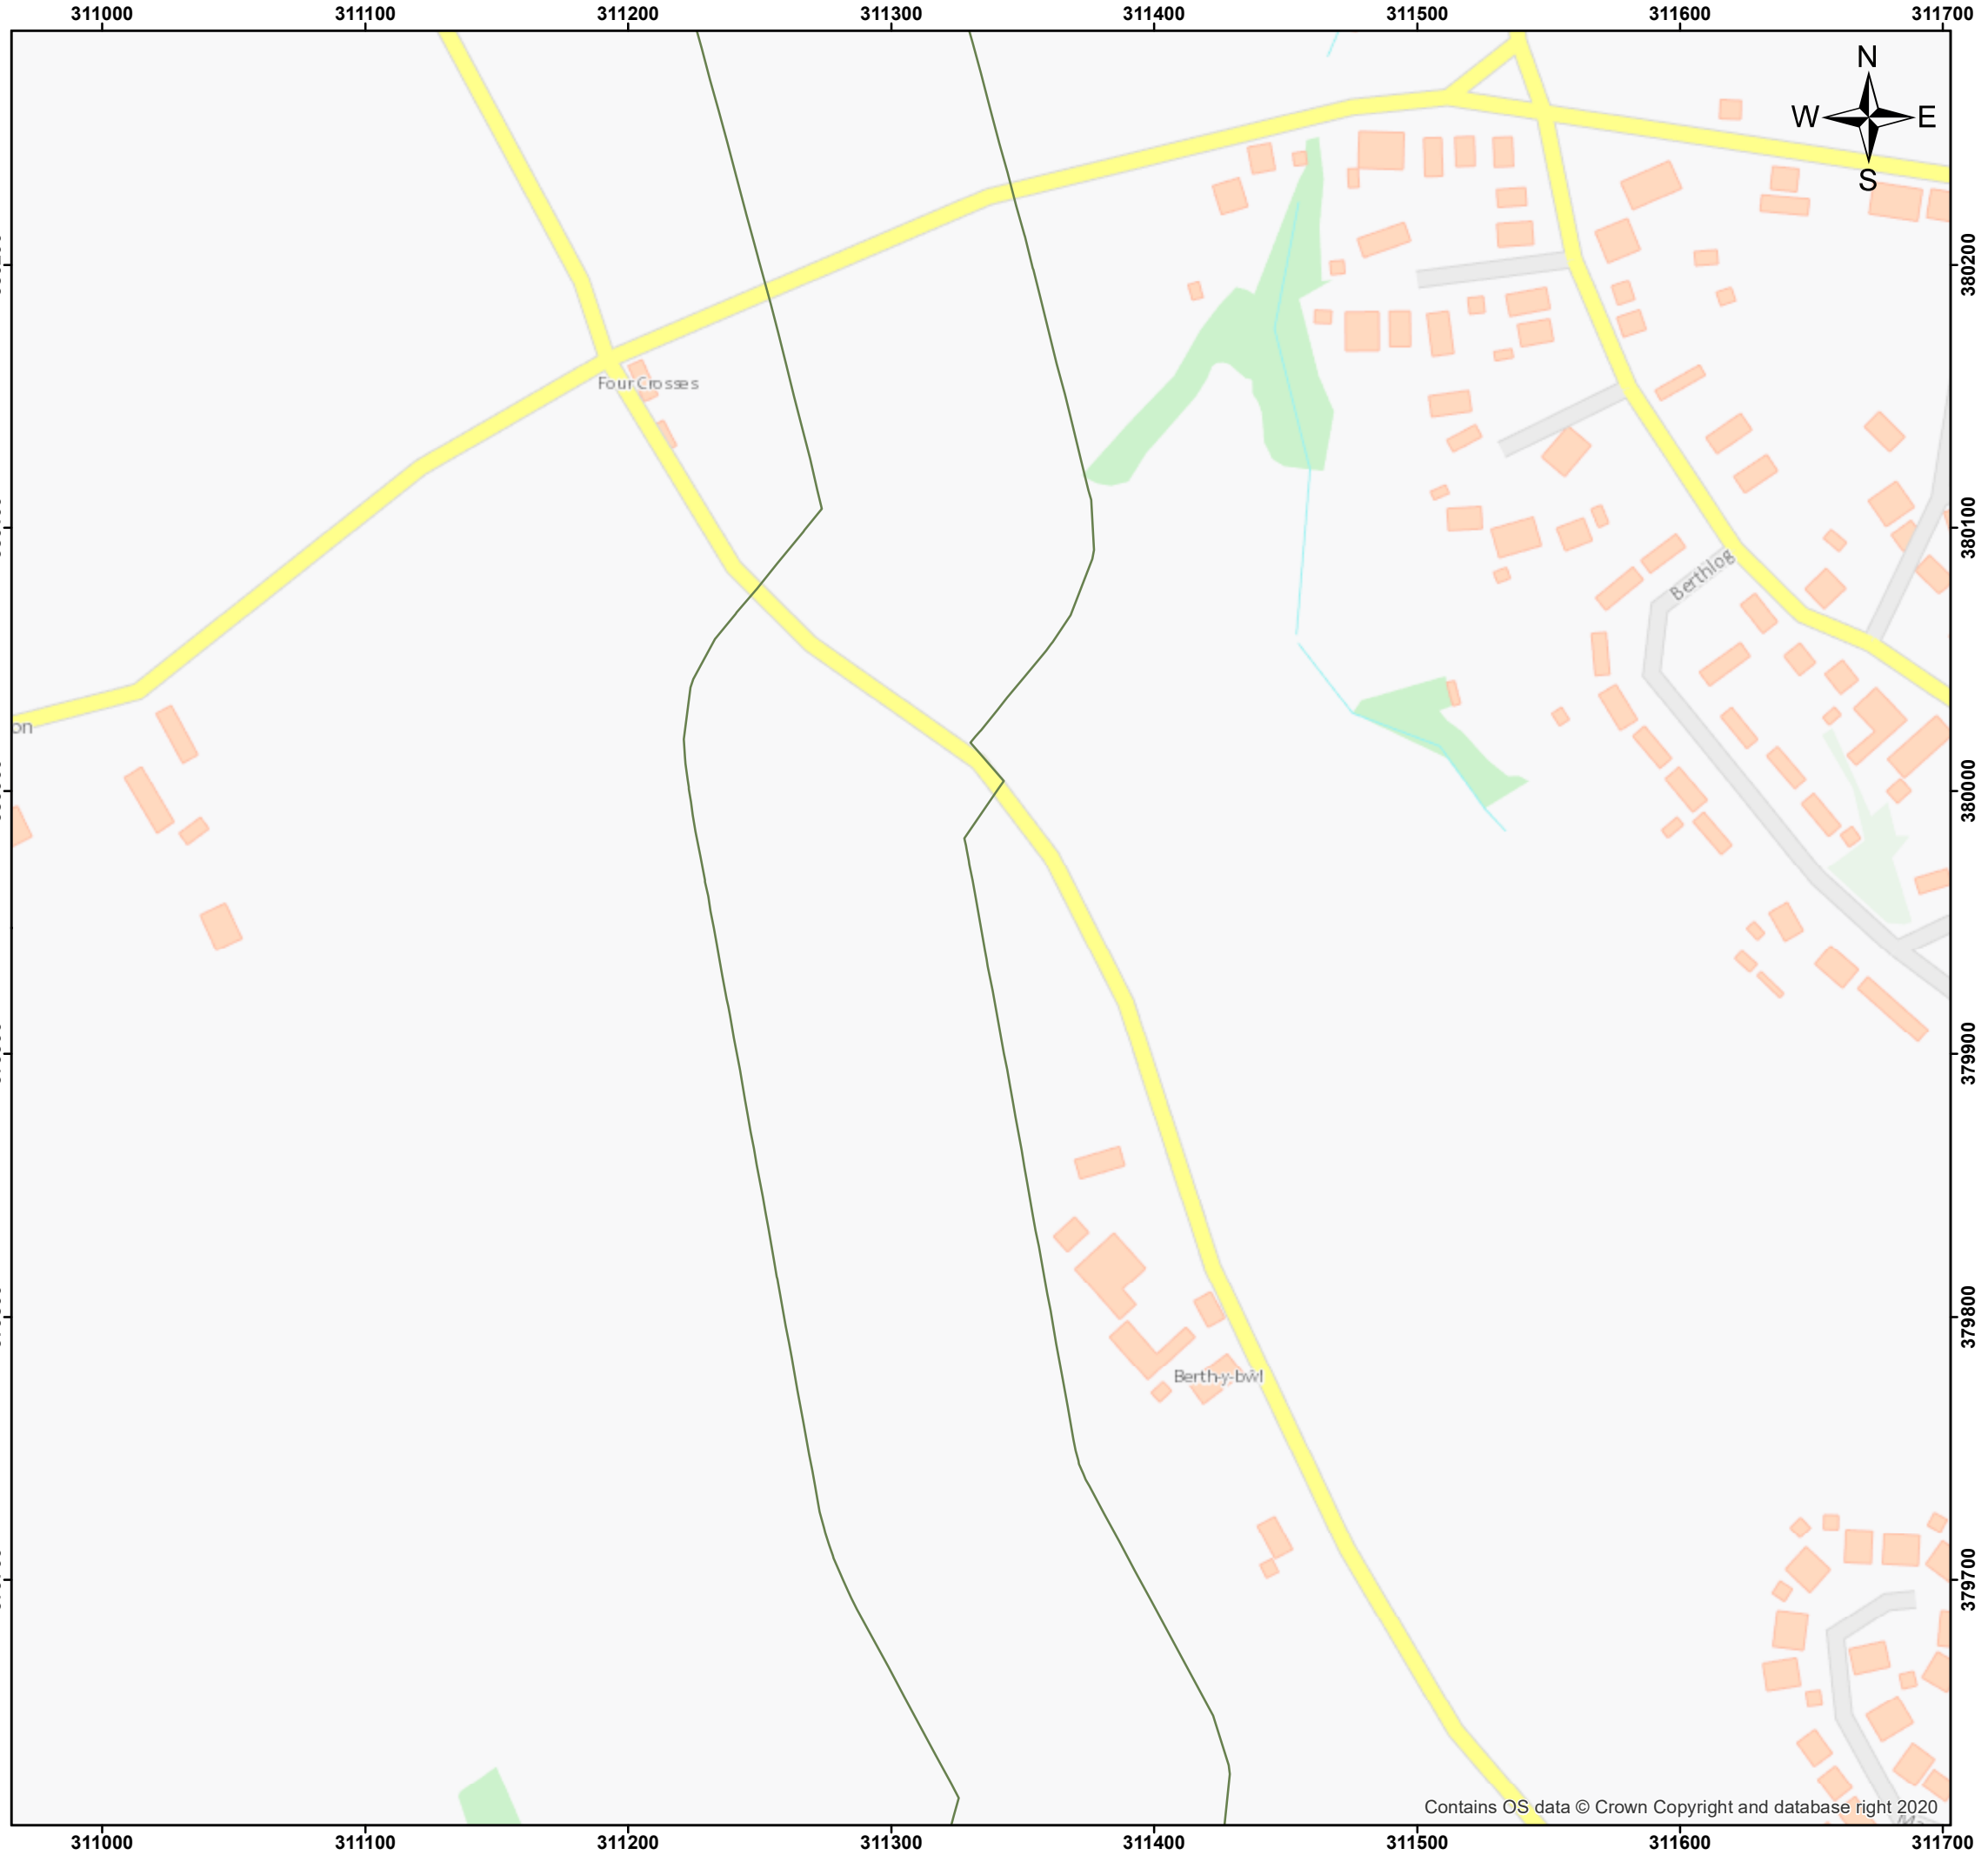 311000 311100 311200 311300 311400 311500 311600 311700
N
W E
S
380200
Four Crosses
380100
Berthlog
on
380000
379900
379800
Berth-y-bwl
379700
Contains OS data © Crown Copyright and database right 2020
311000 311100 311200 311300 311400 311500 311600 311700